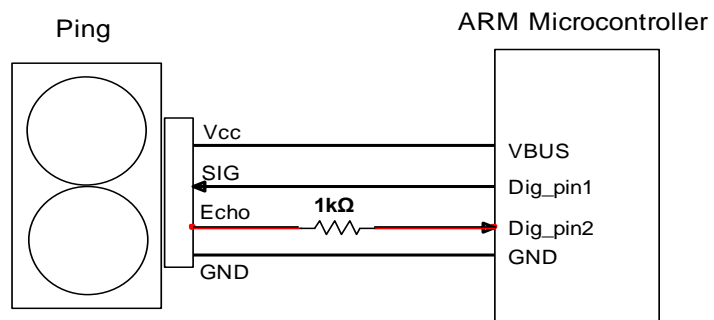 Ping
ARM Microcontroller
Vcc
VBUS
SIG
Dig_pin1
Echo
1kΩ
Dig_pin2
GND
GND